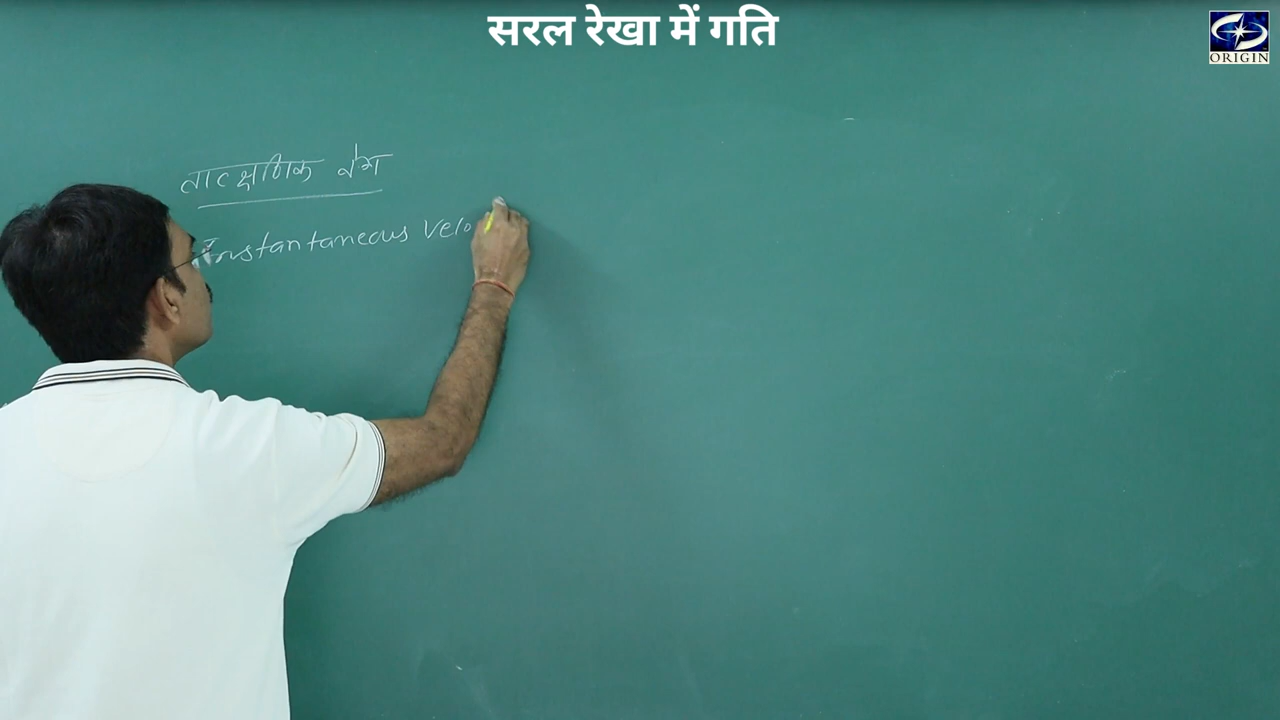 सरल रेखा में गति
ORIGIN
तात्क्षणिक वेग
Instantaneous Velo